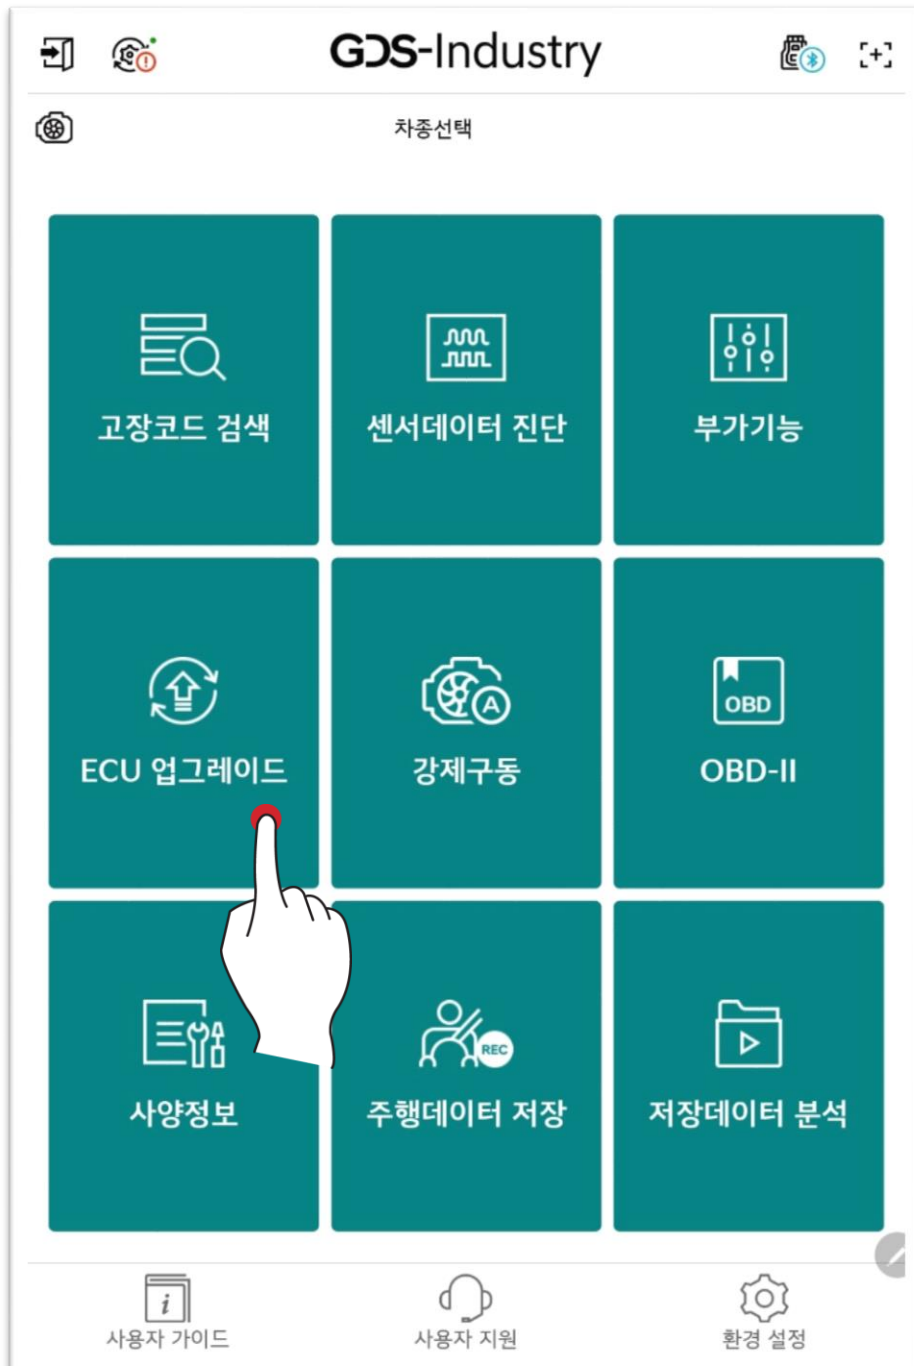 GDS-Industry
차종선택
고장코드 검색
센서데이터 진단
부가기능
ECU 업그레이드
강제구동
OBD
OBD-II
A
사양정보
REC
주행데이터 저장
저장데이터 분석
i
사용자 가이드
사용자 지원
환경 설정